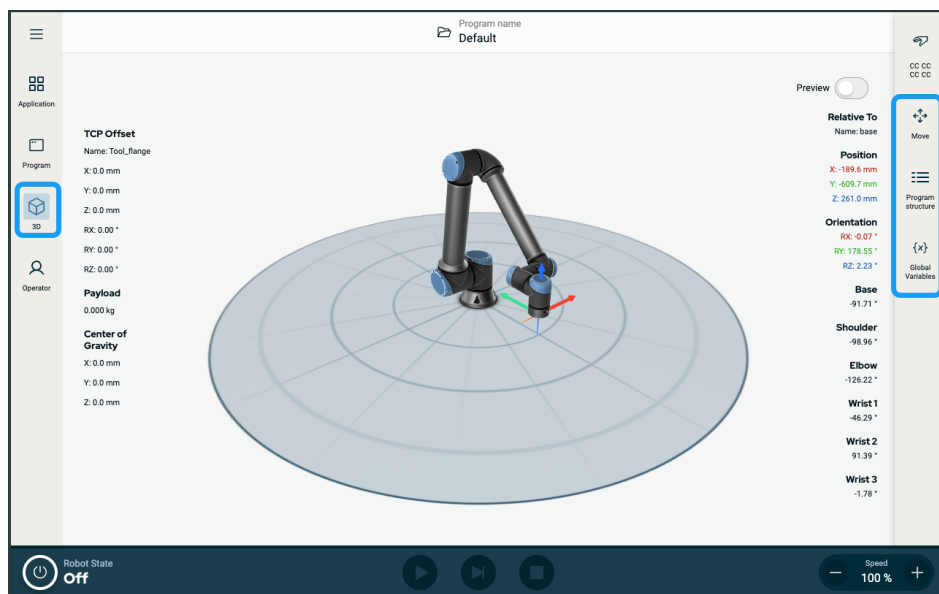 Program name
Default
Application
Program
3D
Operator
TCP Offset
Name: Tool_flange
X: 0.0 mm
Y: 0.0 mm
Z: 0.0 mm
RX: 0.00 °
RY: 0.00 °
RZ: 0.00 °
Payload
0.000 kg
Center of
Gravity
X: 0.0 mm
Y: 0.0 mm
Z: 0.0 mm
Preview
Relative To
Name: base
Position
X: -189.6 mm
Y: -609.7 mm
Z: 261.0 mm
Orientation
RX: -0.07 °
RY: 178.55 °
RZ: 2.23 °
Base
-91.71 °
Shoulder
-98.96 °
Elbow
-126.22 °
Wrist 1
-46.29 °
Wrist 2
91.39 °
Wrist 3
-1.78 °
CC CC
CC CC
Move
Program
structure
{x}
Global
Variables
Robot State
Off
Speed
100 %